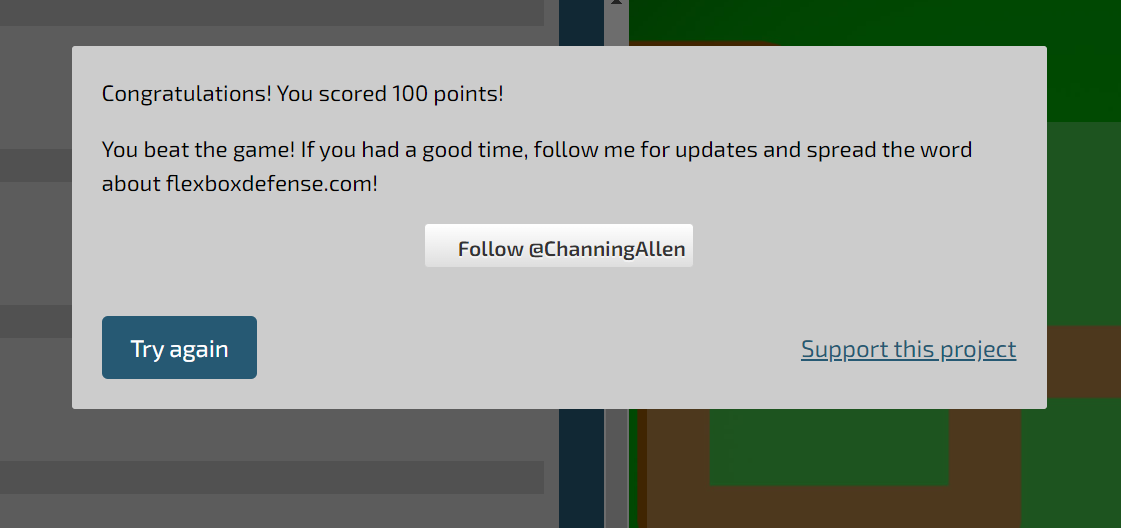 Congratulations! You scored 100 points!
You beat the game! If you had a good time, follow me for updates and spread the word
about flexboxdefense.com!
Follow @ChanningAllen
Try again
Support this project